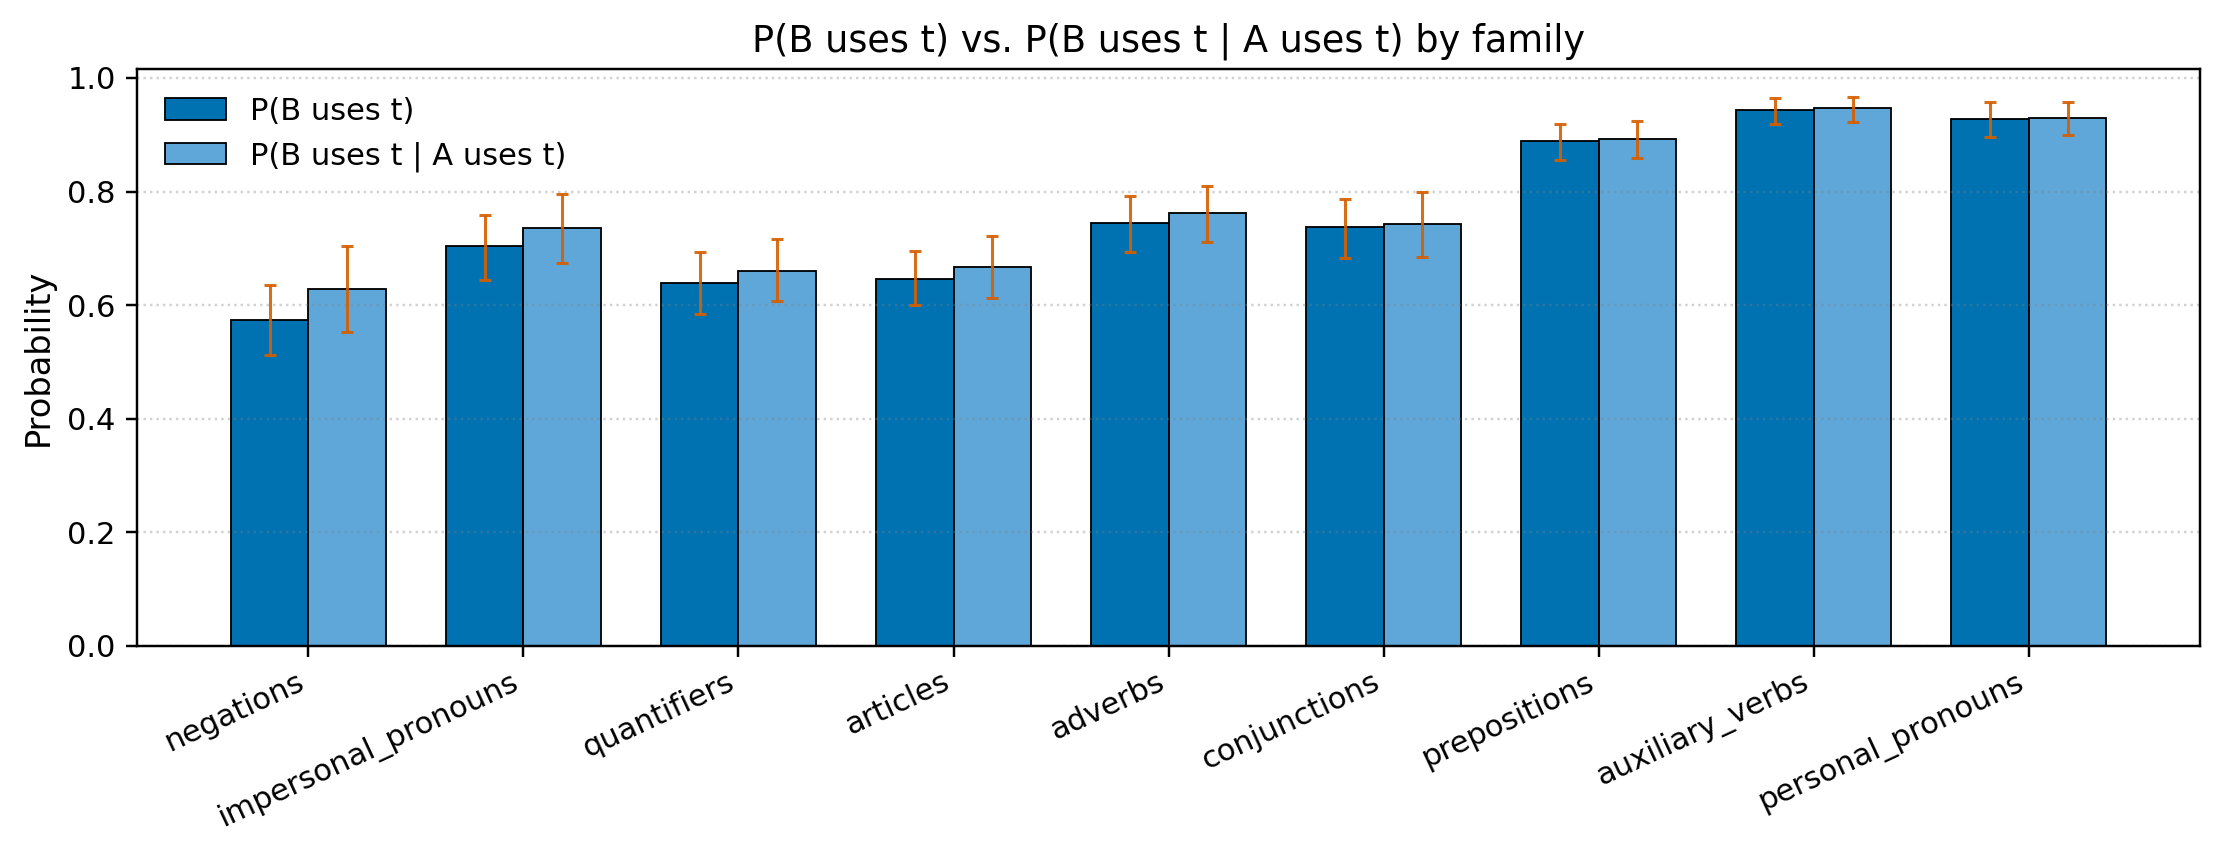 P(B uses t) vs. P(B uses t | A uses t) by family
P(B uses t)
P(B uses t | A uses t)
Probability
1.0
0.8
0.6
0.4
0.2
0.0
negations
impersonal_pronouns
quantifiers
articles
adverbs
conjunctions
prepositions
auxiliary_verbs
personal_pronouns